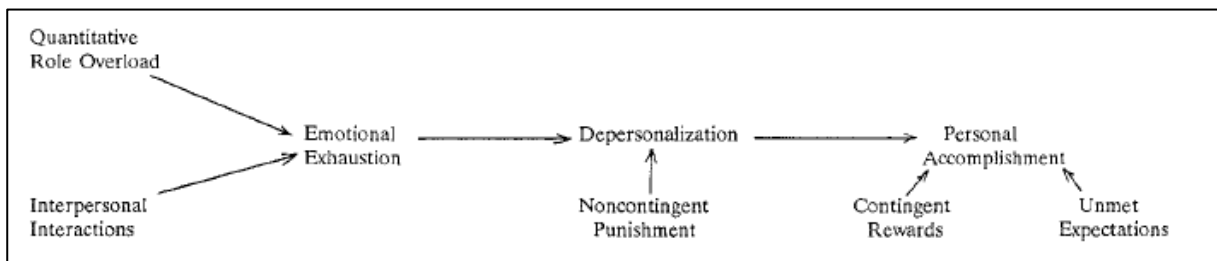 Quantitative
Role Overload
Emotional
Exhaustion
Depersonalization
Personal
Accomplishment
Interpersonal
Interactions
Noncontingent
Punishment
Contingent
Rewards
Unmet
Expectations